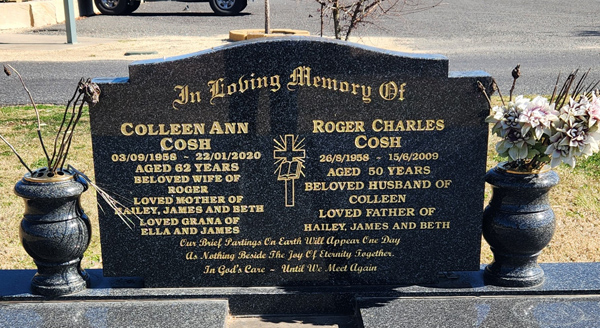 In Loving Memory Of
COLLEEN ANN
COSH
03/09/1958 - 22/01/2020
AGED 62 YEARS
BELOVED WIFE OF
ROGER
LOVED MOTHER OF
HAILEY, JAMES AND BETH
LOVED GRANA OF
ELLA AND JAMES
ROGER CHARLES
COSH
26/8/1958 - 15/6/2009
AGED 50 YEARS
BELOVED HUSBAND OF
COLLEEN
LOVED FATHER OF
HAILEY, JAMES AND BETH
Our Brief Partings On Earth Will Appear One Day
As Nothing Beside The Joy Of Eternity Together.
In God's Care - Until We Meet Again